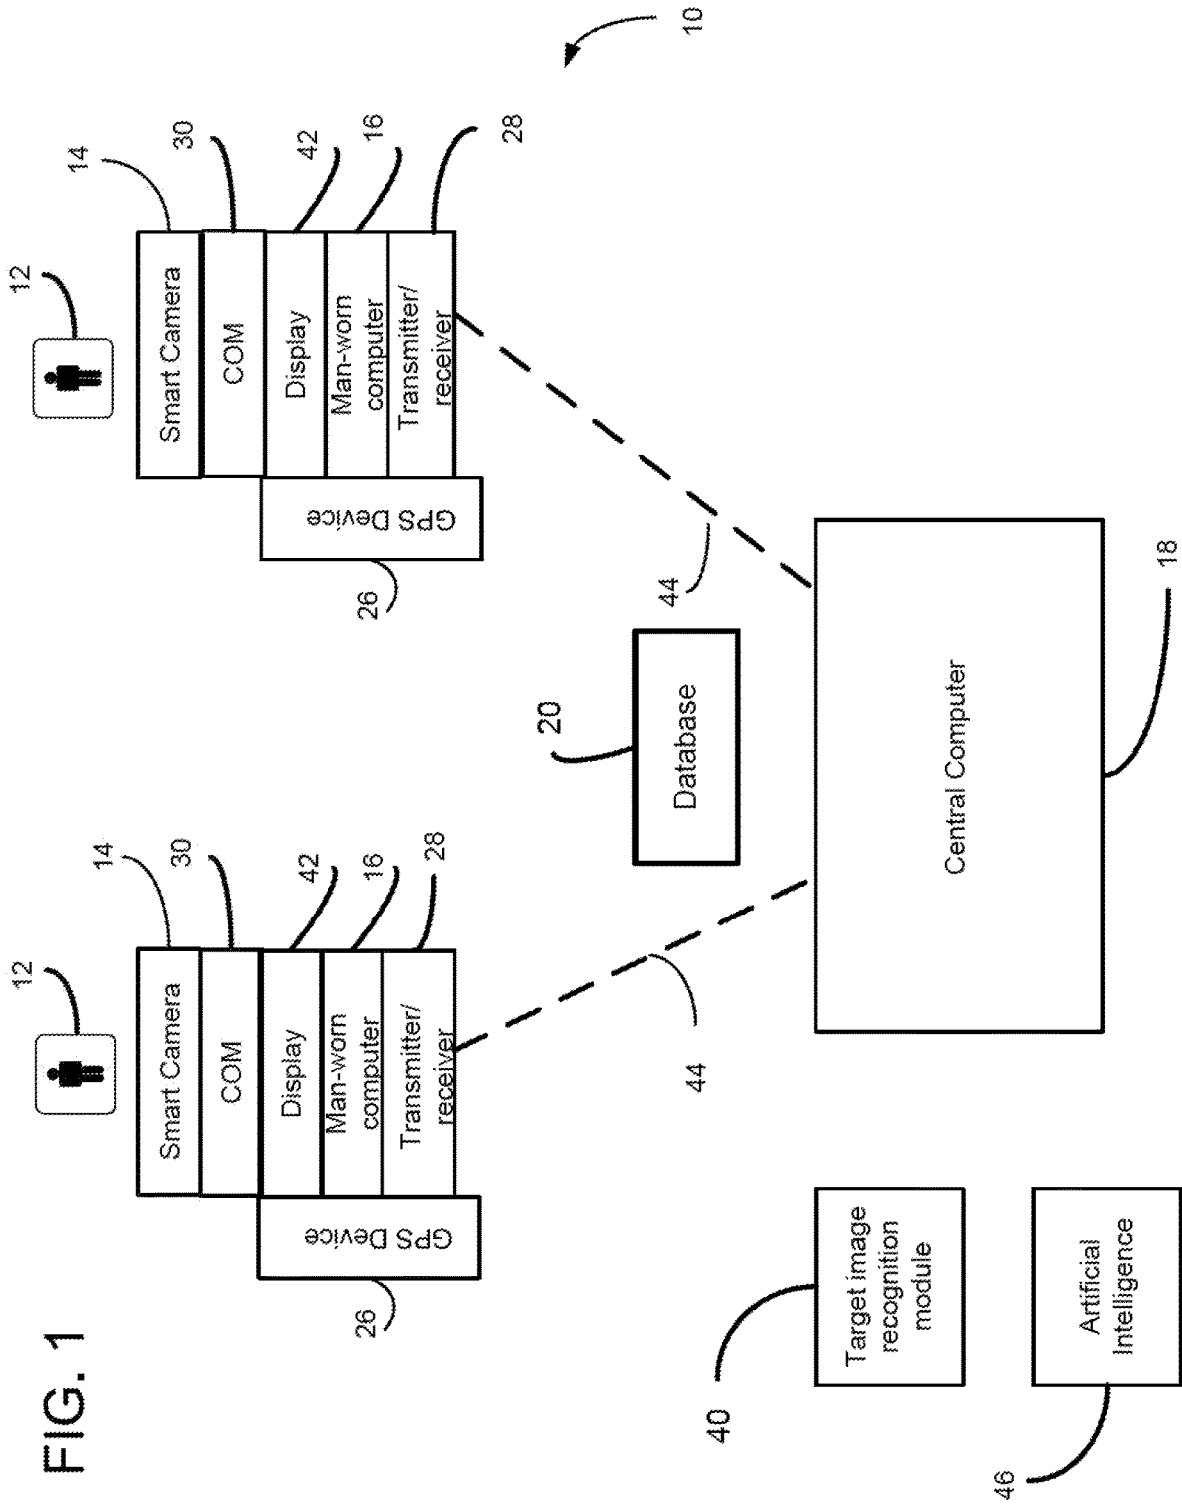 FIG. 1
12
14
Smart Camera
30
COM
42
Display
16
Man-worn
computer
28
Transmitter/
receiver
GPS Device
26
12
14
Smart Camera
30
COM
42
Display
16
Man-worn
computer
28
Transmitter/
receiver
GPS Device
26
10
44
44
20
Database
Central Computer
18
40
Target image
recognition
module
Artificial
Intelligence
46